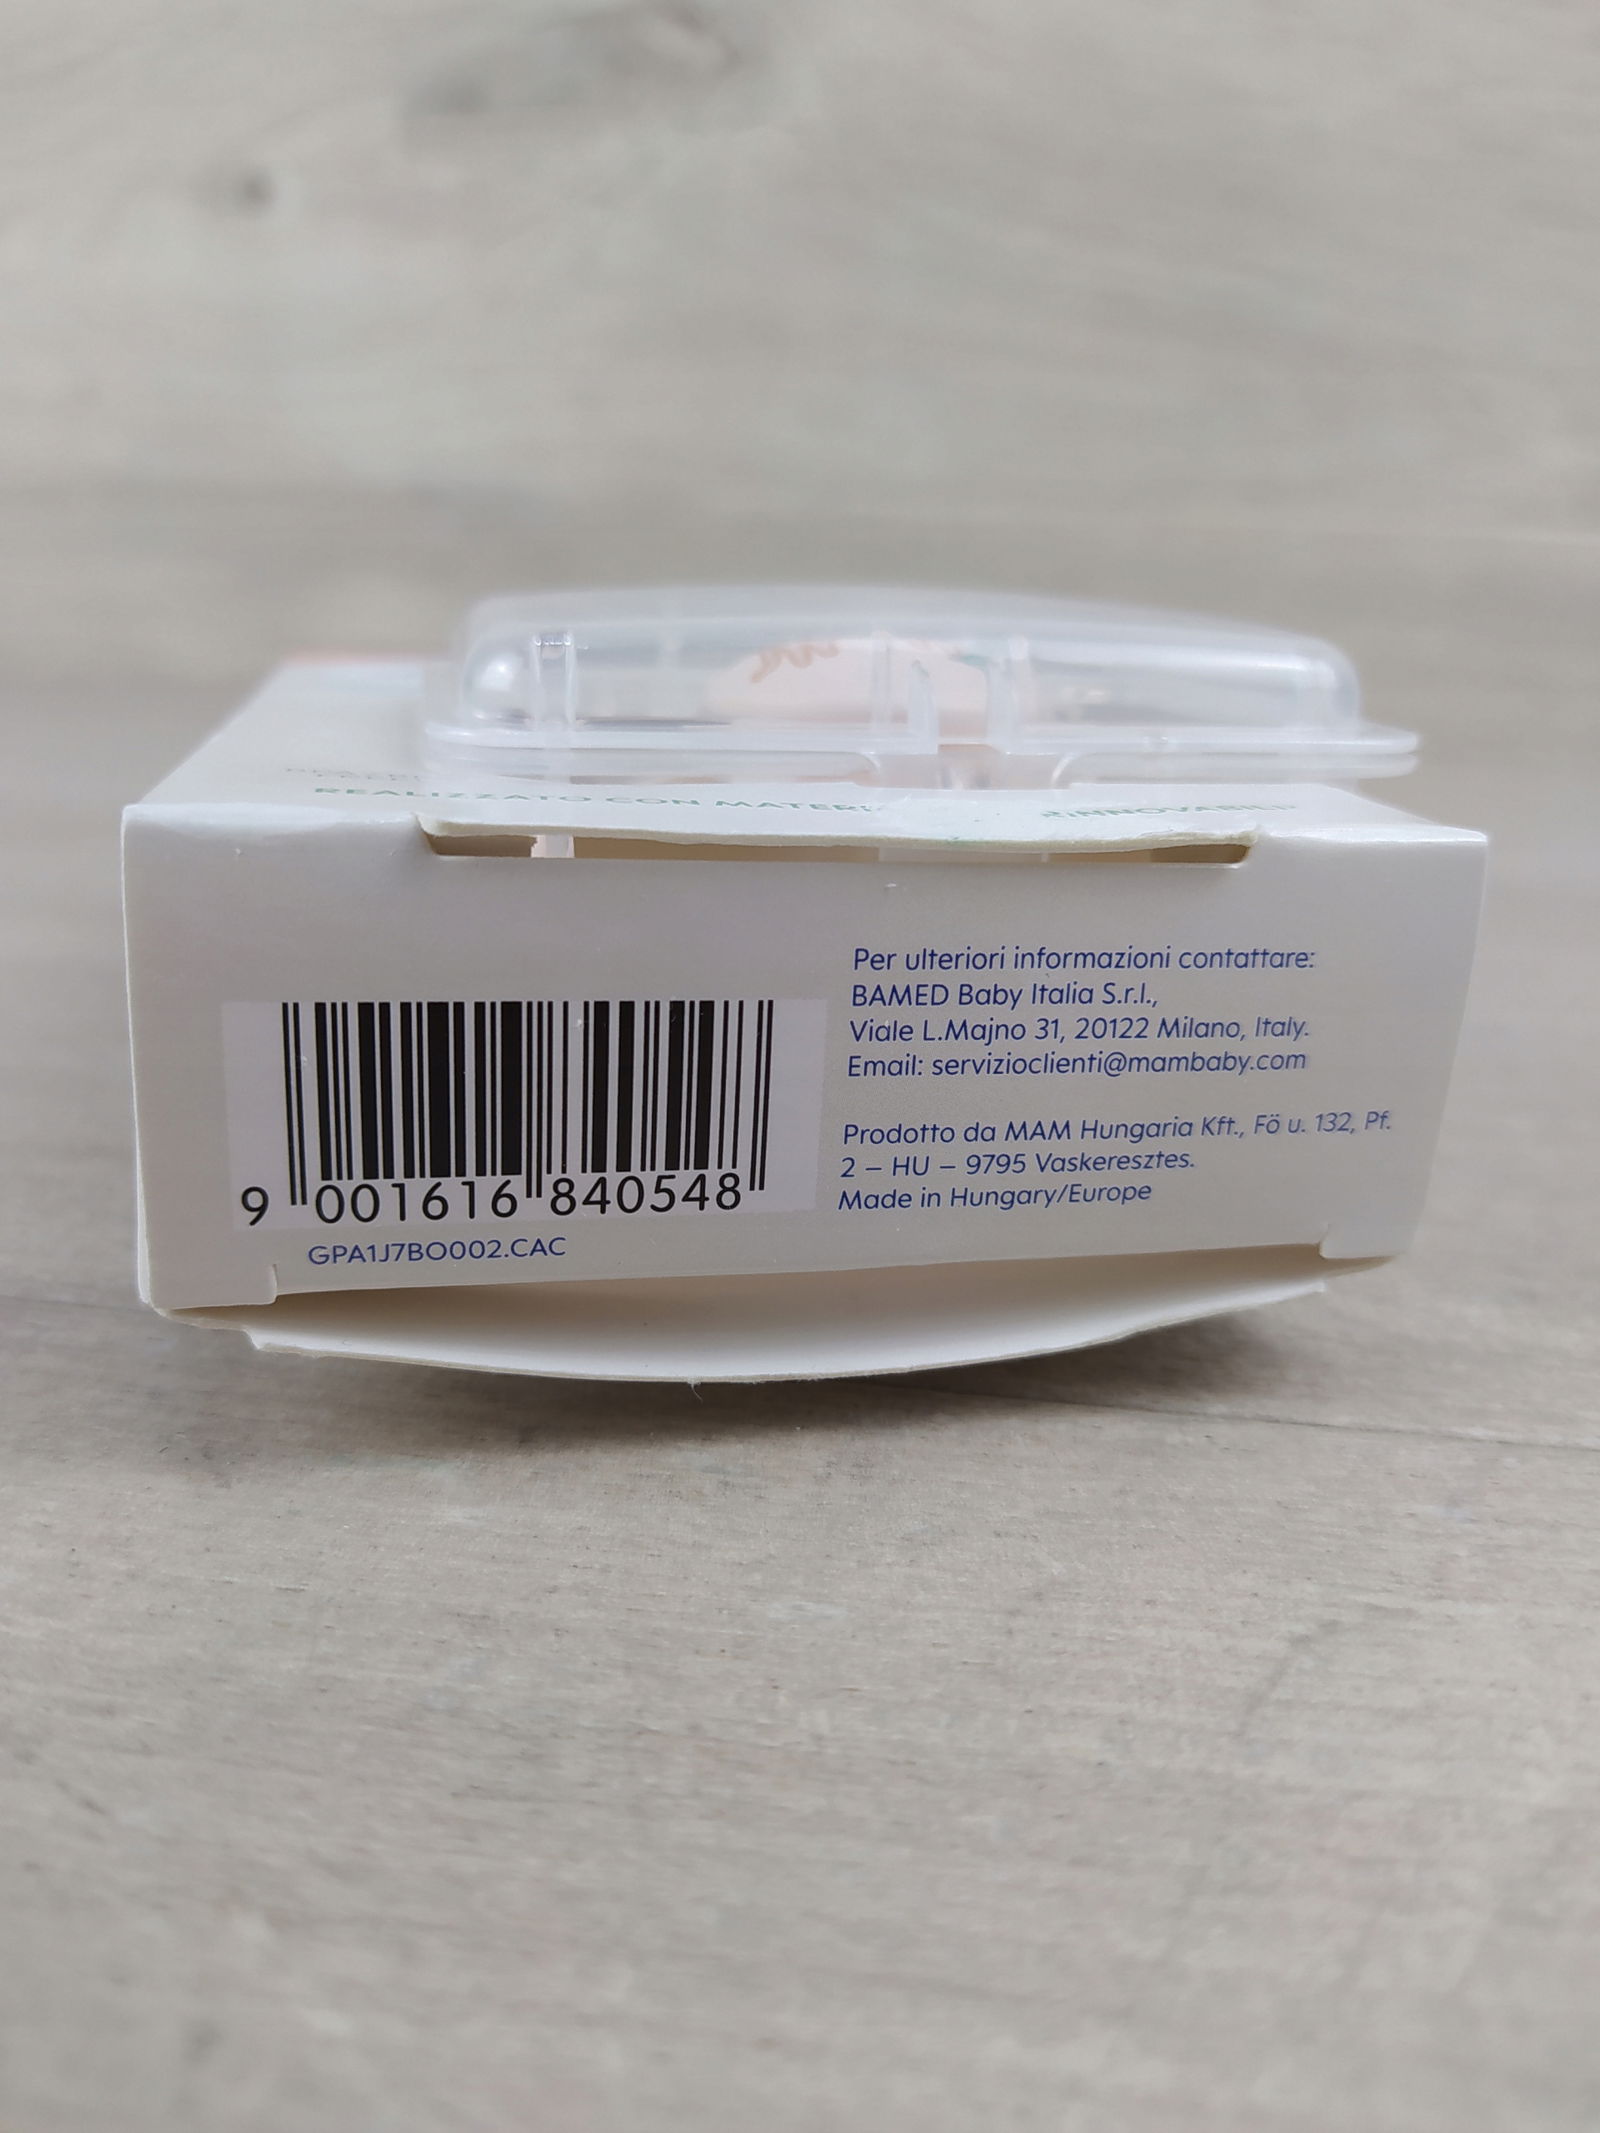 REALIZZATO CON MATERI RINNOVABILI
Per ulteriori informazioni contattare:
BAMED Baby Italia S.r.l.,
Viale L.Majno 31, 20122 Milano, Italy.
Email: servizioclienti@mambaby.com
Prodotto da MAM Hungaria Kft., Fö u. 132, Pf.
2 – HU – 9795 Vaskeresztes.
Made in Hungary/Europe
9 001616 840548
GPA1J7BO002.CAC